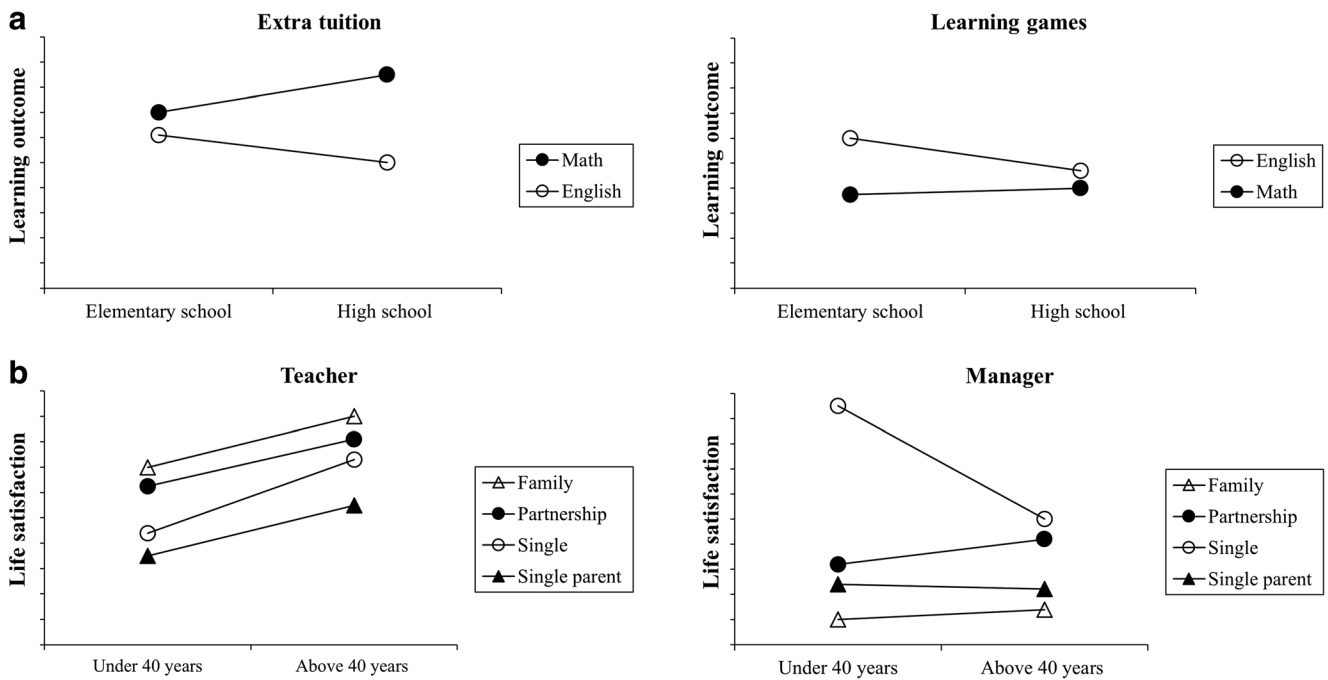 a
Extra tuition
Learning outcome
Elementary school
High school
Math
English
Learning games
Learning outcome
Elementary school
High school
English
Math
b
Teacher
Life satisfaction
Under 40 years
Above 40 years
Family
Partnership
Single
Single parent
Manager
Life satisfaction
Under 40 years
Above 40 years
Family
Partnership
Single
Single parent